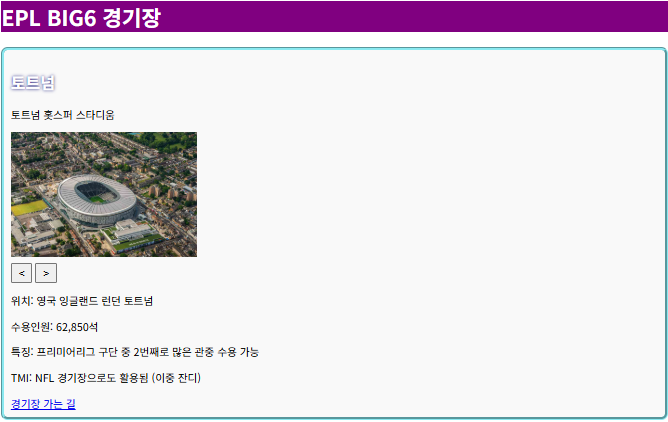 EPL BIG6 경기장
토트넘
토트넘 홋스퍼 스타디움
< >
위치: 영국 잉글랜드 런던 토트넘
수용인원: 62,850석
특징: 프리미어리그 구단 중 2번째로 많은 관중 수용 가능
TMI: NFL 경기장으로도 활용됨 (이중 잔디)
경기장 가는 길